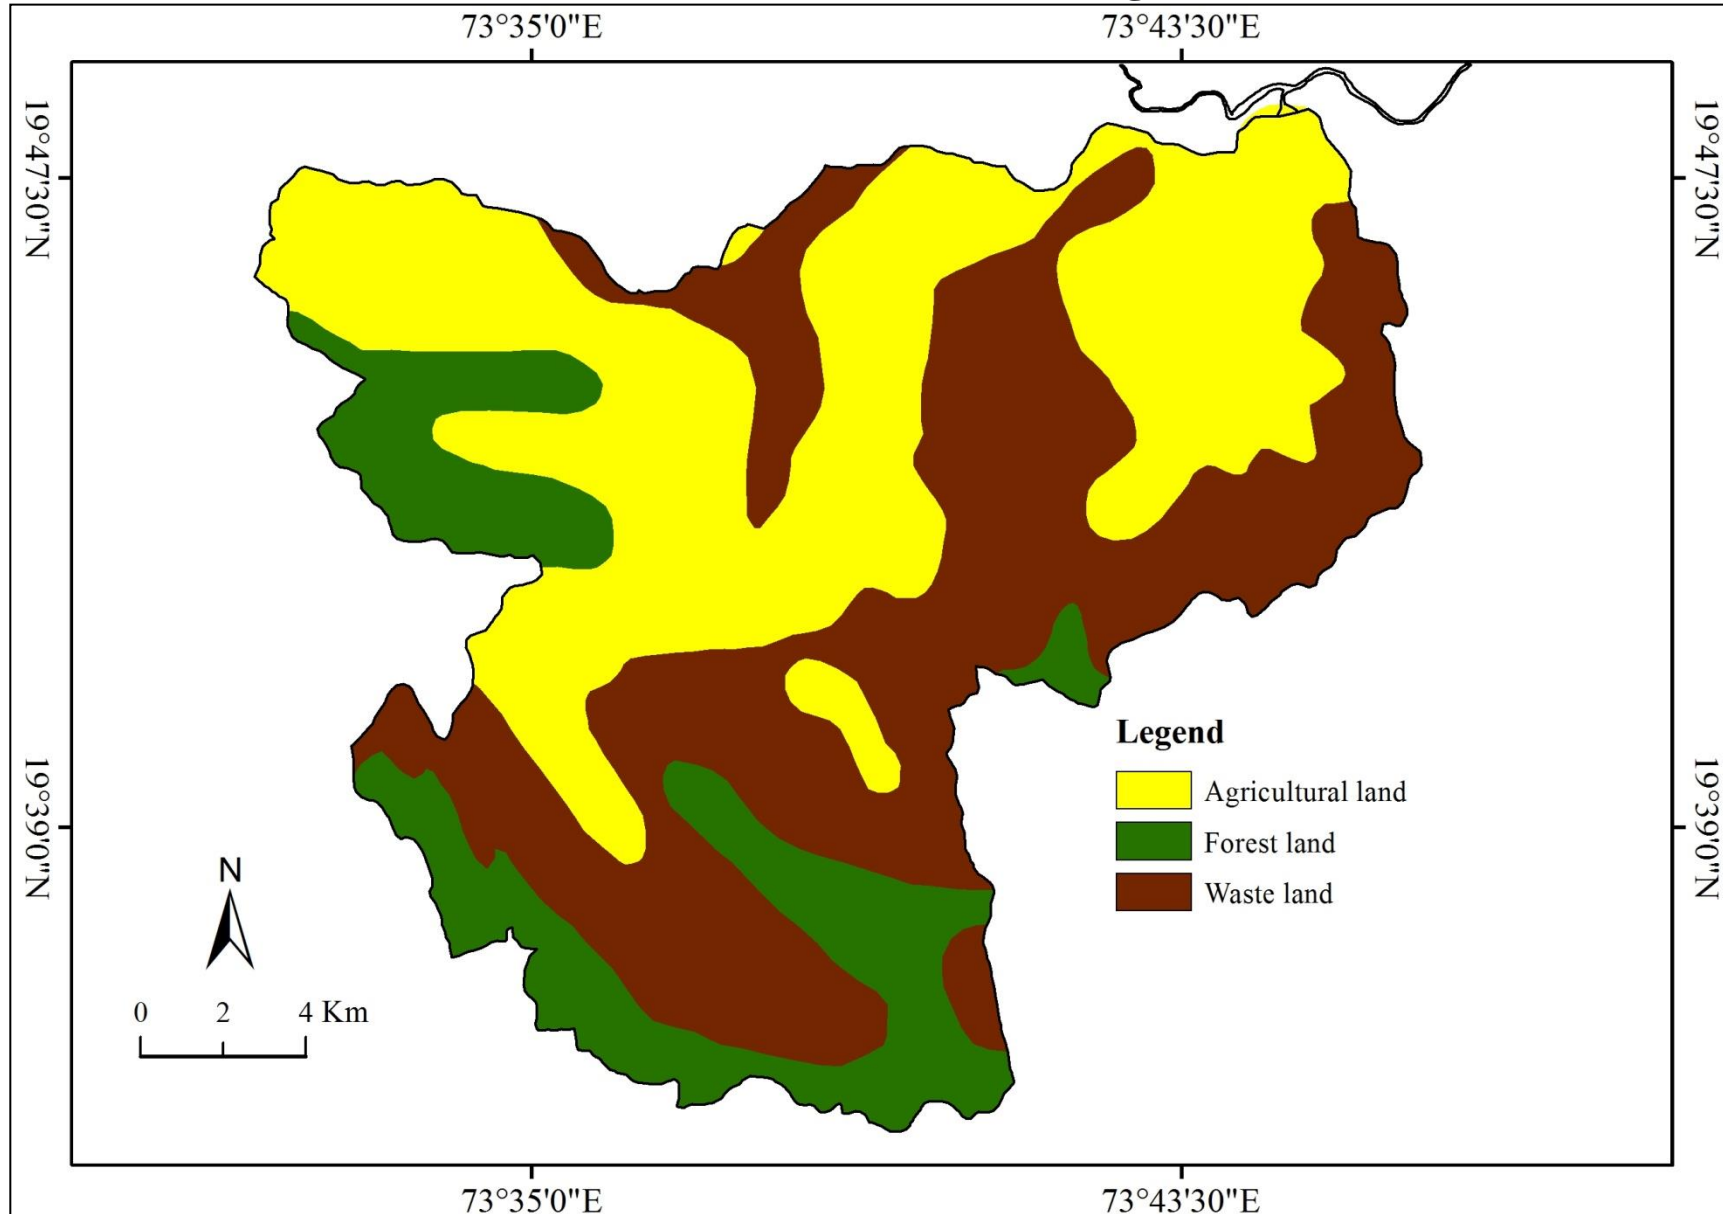 73°35'0"E
73°43'30"E
19°47'30"N
19°47'30"N
19°39'0"N
19°39'0"N
Legend
Agricultural land
Forest land
Waste land
N
0 2 4 Km
73°35'0"E
73°43'30"E